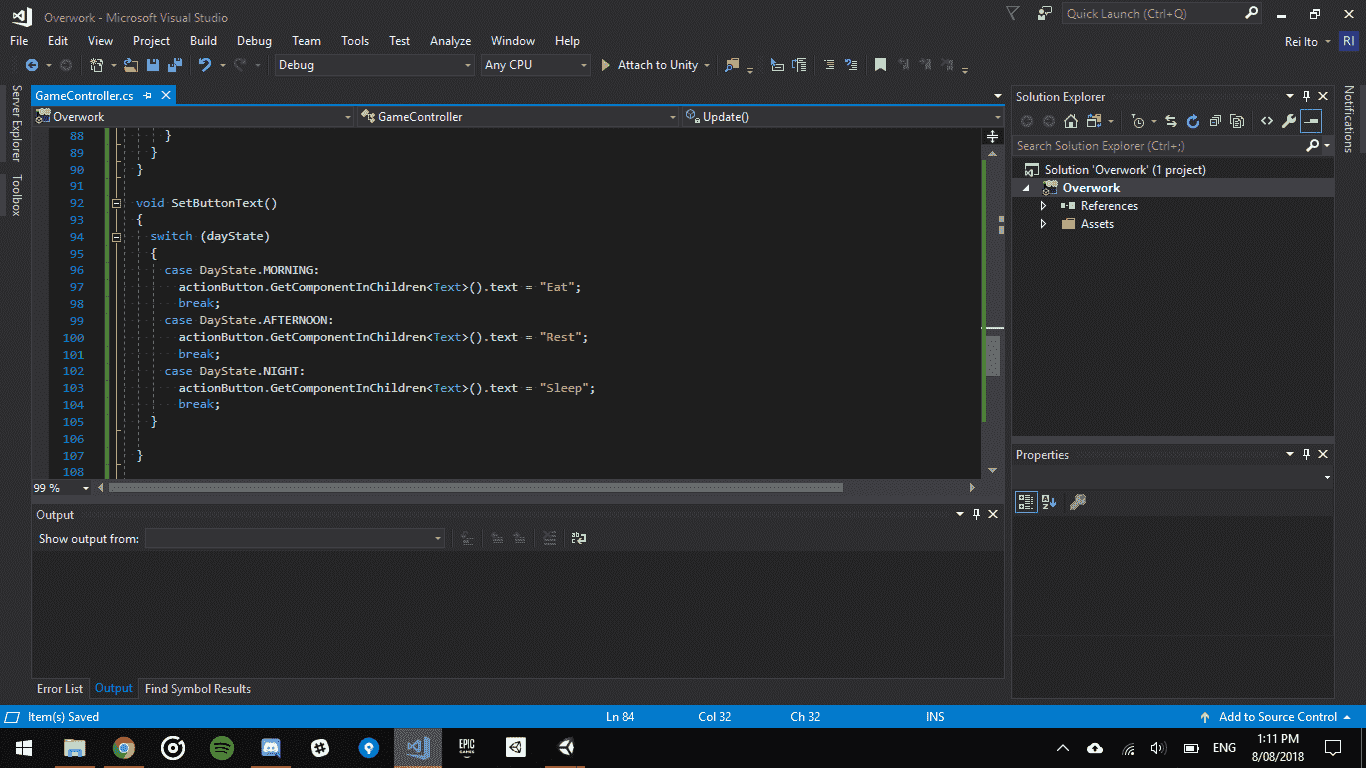 Overwork - Microsoft Visual Studio
Quick Launch (Ctrl+Q)
File Edit View Project Build Debug Team Tools Test Analyze Window Help
Rei Ito RI
Debug Any CPU Attach to Unity
Server Explorer
Toolbox
GameController.cs
Overwork GameController Update()
88 }
89 }
90 }
91
92 void SetButtonText()
93 {
94 switch (dayState)
95 {
96 case DayState.MORNING:
97 actionButton.GetComponentInChildren<Text>().text = "Eat";
98 break;
99 case DayState.AFTERNOON:
100 actionButton.GetComponentInChildren<Text>().text = "Rest";
101 break;
102 case DayState.NIGHT:
103 actionButton.GetComponentInChildren<Text>().text = "Sleep";
104 break;
105 }
106
107 }
108
99 %
Output
Show output from:
Error List Output Find Symbol Results
Solution Explorer
Search Solution Explorer (Ctrl+;)
Solution 'Overwork' (1 project)
Overwork
References
Assets
Properties
Notifications
Item(s) Saved Ln 84 Col 32 Ch 32 INS Add to Source Control
EPIC
GAMES
ENG
1:11 PM
8/08/2018